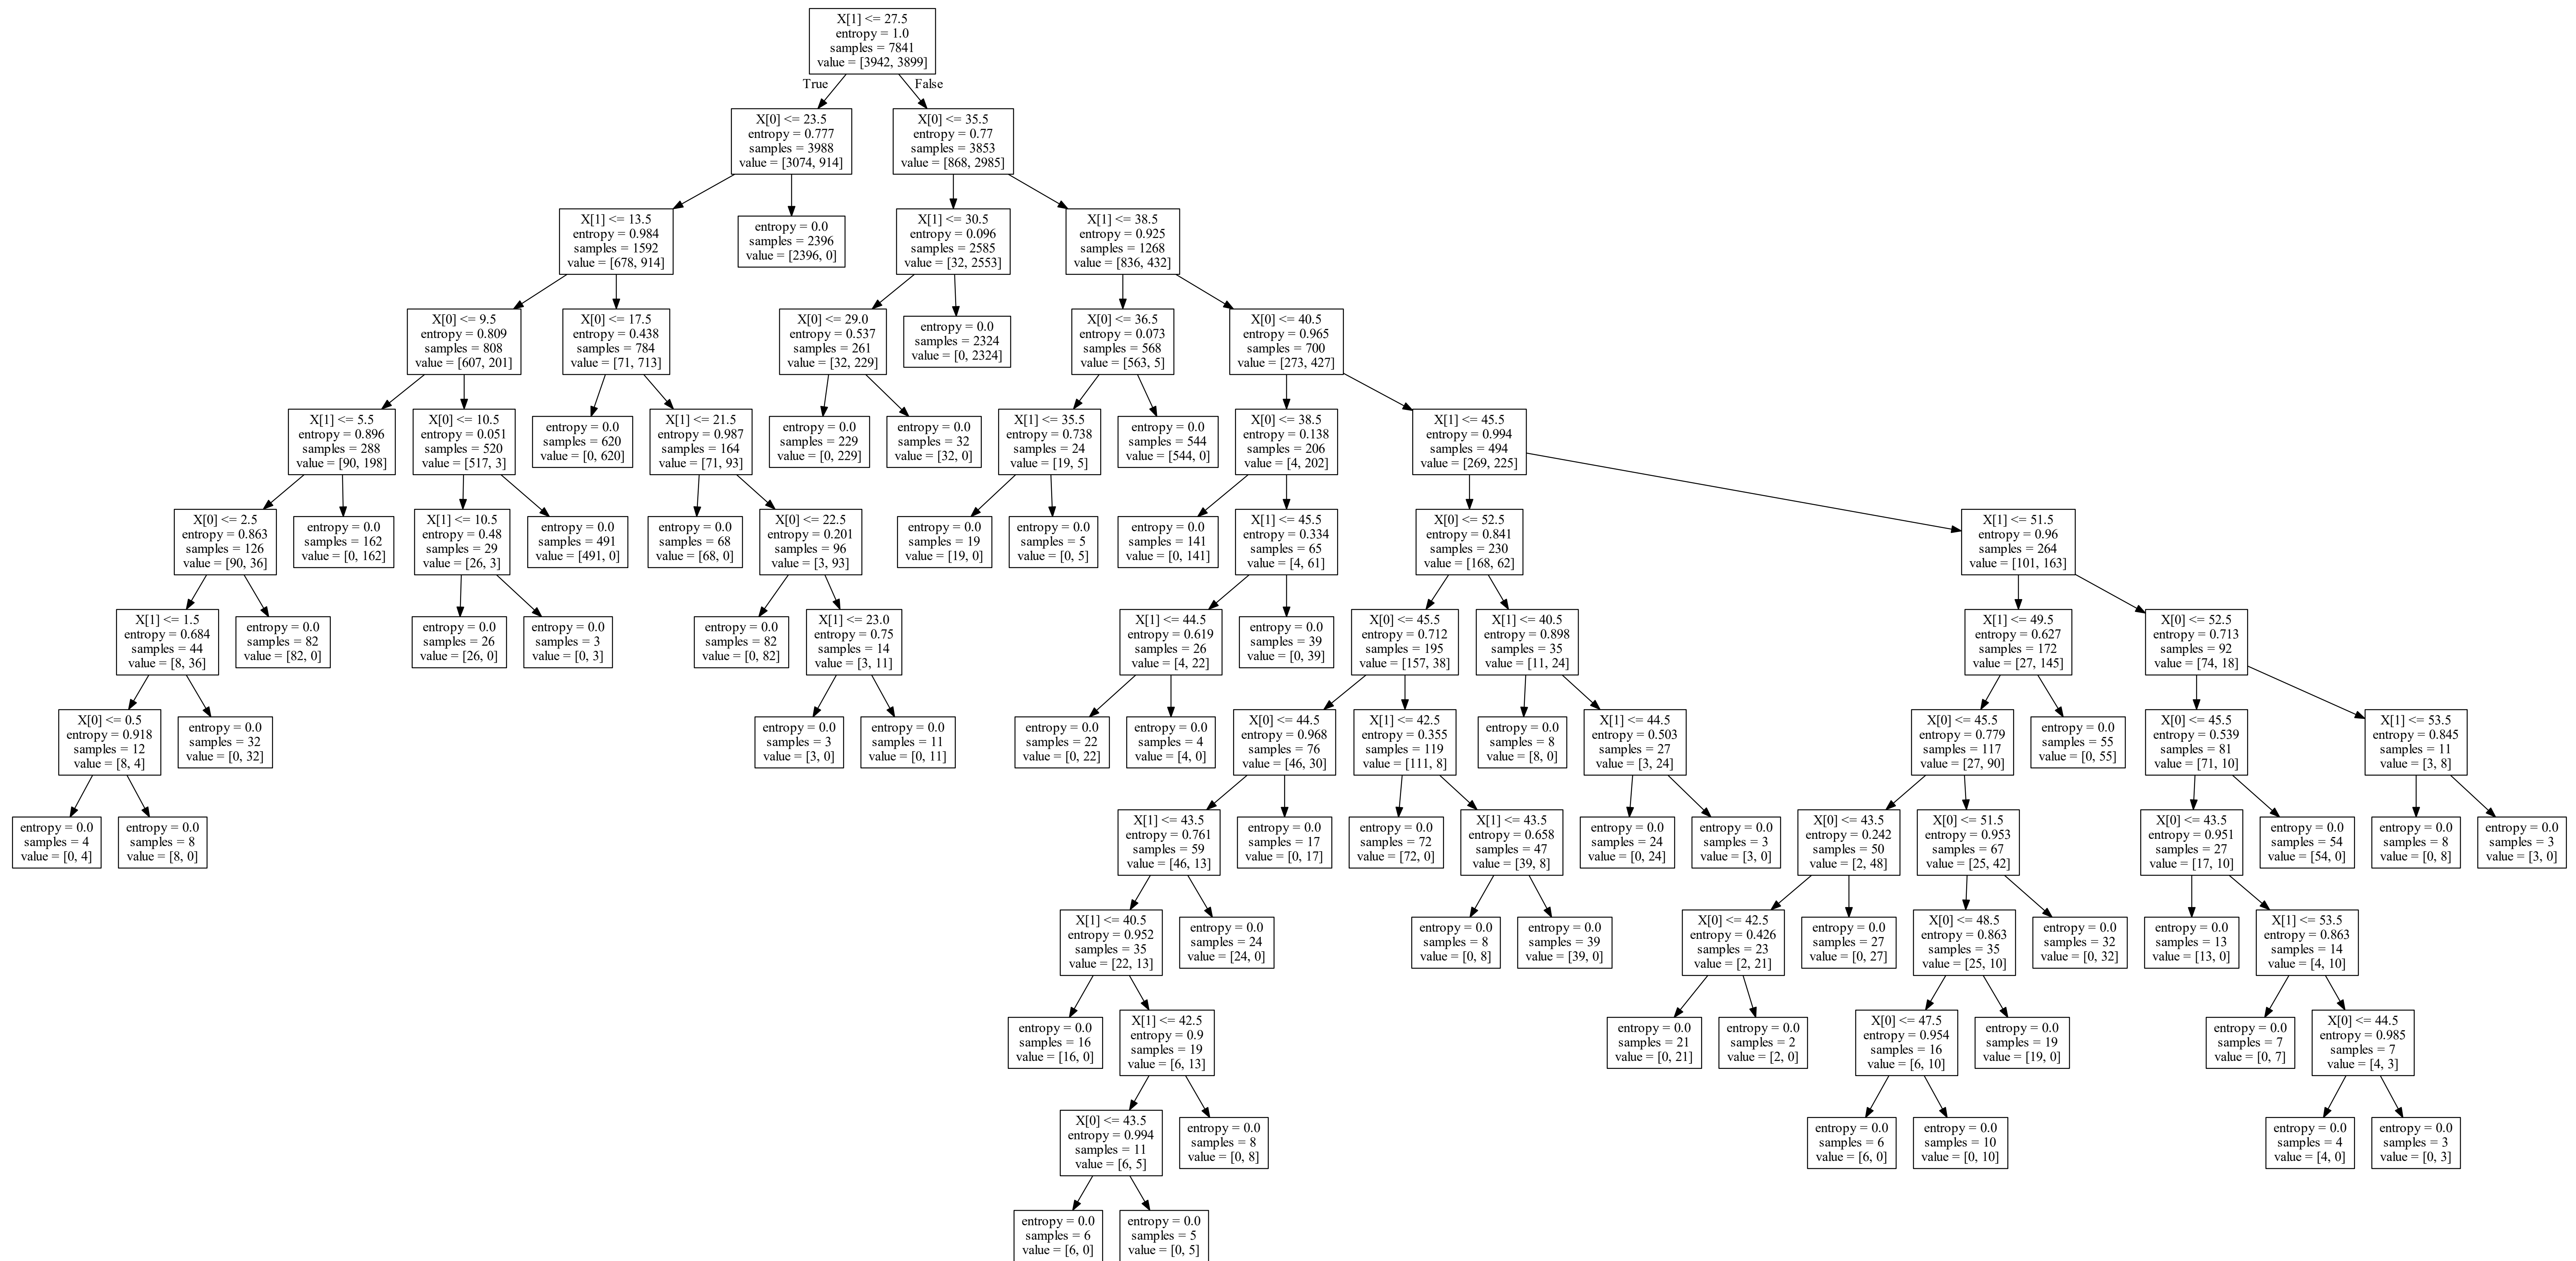 X[1] <= 27.5
entropy = 1.0
samples = 7841
value = [3942, 3899]
True
False
X[0] <= 23.5
entropy = 0.777
samples = 3988
value = [3074, 914]
X[0] <= 35.5
entropy = 0.77
samples = 3853
value = [868, 2985]
X[1] <= 13.5
entropy = 0.984
samples = 1592
value = [678, 914]
entropy = 0.0
samples = 2396
value = [2396, 0]
X[1] <= 30.5
entropy = 0.096
samples = 2585
value = [32, 2553]
X[1] <= 38.5
entropy = 0.925
samples = 1268
value = [836, 432]
X[0] <= 9.5
entropy = 0.809
samples = 808
value = [607, 201]
X[0] <= 17.5
entropy = 0.438
samples = 784
value = [71, 713]
X[0] <= 29.0
entropy = 0.537
samples = 261
value = [32, 229]
entropy = 0.0
samples = 2324
value = [0, 2324]
X[0] <= 36.5
entropy = 0.073
samples = 568
value = [563, 5]
X[0] <= 40.5
entropy = 0.965
samples = 700
value = [273, 427]
X[1] <= 5.5
entropy = 0.896
samples = 288
value = [90, 198]
X[0] <= 10.5
entropy = 0.051
samples = 520
value = [517, 3]
entropy = 0.0
samples = 620
value = [0, 620]
X[1] <= 21.5
entropy = 0.987
samples = 164
value = [71, 93]
entropy = 0.0
samples = 229
value = [0, 229]
entropy = 0.0
samples = 32
value = [32, 0]
X[1] <= 35.5
entropy = 0.738
samples = 24
value = [19, 5]
entropy = 0.0
samples = 544
value = [544, 0]
X[0] <= 38.5
entropy = 0.138
samples = 206
value = [4, 202]
X[1] <= 45.5
entropy = 0.994
samples = 494
value = [269, 225]
X[0] <= 2.5
entropy = 0.863
samples = 126
value = [90, 36]
entropy = 0.0
samples = 162
value = [0, 162]
X[1] <= 10.5
entropy = 0.48
samples = 29
value = [26, 3]
entropy = 0.0
samples = 491
value = [491, 0]
entropy = 0.0
samples = 68
value = [68, 0]
X[0] <= 22.5
entropy = 0.201
samples = 96
value = [3, 93]
entropy = 0.0
samples = 19
value = [19, 0]
entropy = 0.0
samples = 5
value = [0, 5]
entropy = 0.0
samples = 141
value = [0, 141]
X[1] <= 45.5
entropy = 0.334
samples = 65
value = [4, 61]
X[0] <= 52.5
entropy = 0.841
samples = 230
value = [168, 62]
X[1] <= 51.5
entropy = 0.96
samples = 264
value = [101, 163]
X[1] <= 1.5
entropy = 0.684
samples = 44
value = [8, 36]
entropy = 0.0
samples = 82
value = [82, 0]
entropy = 0.0
samples = 26
value = [26, 0]
entropy = 0.0
samples = 3
value = [0, 3]
entropy = 0.0
samples = 82
value = [0, 82]
X[1] <= 23.0
entropy = 0.75
samples = 14
value = [3, 11]
X[1] <= 44.5
entropy = 0.619
samples = 26
value = [4, 22]
entropy = 0.0
samples = 39
value = [0, 39]
X[0] <= 45.5
entropy = 0.712
samples = 195
value = [157, 38]
X[1] <= 40.5
entropy = 0.898
samples = 35
value = [11, 24]
X[1] <= 49.5
entropy = 0.627
samples = 172
value = [27, 145]
X[0] <= 52.5
entropy = 0.713
samples = 92
value = [74, 18]
X[0] <= 0.5
entropy = 0.918
samples = 12
value = [8, 4]
entropy = 0.0
samples = 32
value = [0, 32]
entropy = 0.0
samples = 3
value = [3, 0]
entropy = 0.0
samples = 11
value = [0, 11]
entropy = 0.0
samples = 22
value = [0, 22]
entropy = 0.0
samples = 4
value = [4, 0]
X[0] <= 44.5
entropy = 0.968
samples = 76
value = [46, 30]
X[1] <= 42.5
entropy = 0.355
samples = 119
value = [111, 8]
entropy = 0.0
samples = 8
value = [8, 0]
X[1] <= 44.5
entropy = 0.503
samples = 27
value = [3, 24]
X[0] <= 45.5
entropy = 0.779
samples = 117
value = [27, 90]
entropy = 0.0
samples = 55
value = [0, 55]
X[0] <= 45.5
entropy = 0.539
samples = 81
value = [71, 10]
X[1] <= 53.5
entropy = 0.845
samples = 11
value = [3, 8]
entropy = 0.0
samples = 4
value = [0, 4]
entropy = 0.0
samples = 8
value = [8, 0]
X[1] <= 43.5
entropy = 0.761
samples = 59
value = [46, 13]
entropy = 0.0
samples = 17
value = [0, 17]
entropy = 0.0
samples = 72
value = [72, 0]
X[1] <= 43.5
entropy = 0.658
samples = 47
value = [39, 8]
entropy = 0.0
samples = 24
value = [0, 24]
entropy = 0.0
samples = 3
value = [3, 0]
X[0] <= 43.5
entropy = 0.242
samples = 50
value = [2, 48]
X[0] <= 51.5
entropy = 0.953
samples = 67
value = [25, 42]
X[0] <= 43.5
entropy = 0.951
samples = 27
value = [17, 10]
entropy = 0.0
samples = 54
value = [54, 0]
entropy = 0.0
samples = 8
value = [0, 8]
entropy = 0.0
samples = 3
value = [3, 0]
X[1] <= 40.5
entropy = 0.952
samples = 35
value = [22, 13]
entropy = 0.0
samples = 24
value = [24, 0]
entropy = 0.0
samples = 8
value = [0, 8]
entropy = 0.0
samples = 39
value = [39, 0]
X[0] <= 42.5
entropy = 0.426
samples = 23
value = [2, 21]
entropy = 0.0
samples = 27
value = [0, 27]
X[0] <= 48.5
entropy = 0.863
samples = 35
value = [25, 10]
entropy = 0.0
samples = 32
value = [0, 32]
entropy = 0.0
samples = 13
value = [13, 0]
X[1] <= 53.5
entropy = 0.863
samples = 14
value = [4, 10]
entropy = 0.0
samples = 16
value = [16, 0]
X[1] <= 42.5
entropy = 0.9
samples = 19
value = [6, 13]
entropy = 0.0
samples = 21
value = [0, 21]
entropy = 0.0
samples = 2
value = [2, 0]
X[0] <= 47.5
entropy = 0.954
samples = 16
value = [6, 10]
entropy = 0.0
samples = 19
value = [19, 0]
entropy = 0.0
samples = 7
value = [0, 7]
X[0] <= 44.5
entropy = 0.985
samples = 7
value = [4, 3]
X[0] <= 43.5
entropy = 0.994
samples = 11
value = [6, 5]
entropy = 0.0
samples = 8
value = [0, 8]
entropy = 0.0
samples = 6
value = [6, 0]
entropy = 0.0
samples = 10
value = [0, 10]
entropy = 0.0
samples = 4
value = [4, 0]
entropy = 0.0
samples = 3
value = [0, 3]
entropy = 0.0
samples = 6
value = [6, 0]
entropy = 0.0
samples = 5
value = [0, 5]